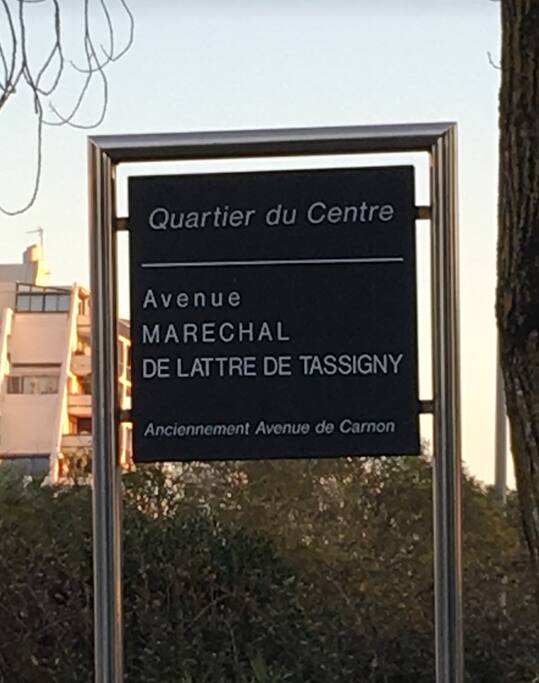 Quartier du Centre
Avenue
MARECHAL
DE LATTRE DE TASSIGNY
Anciennement Avenue de Carnon